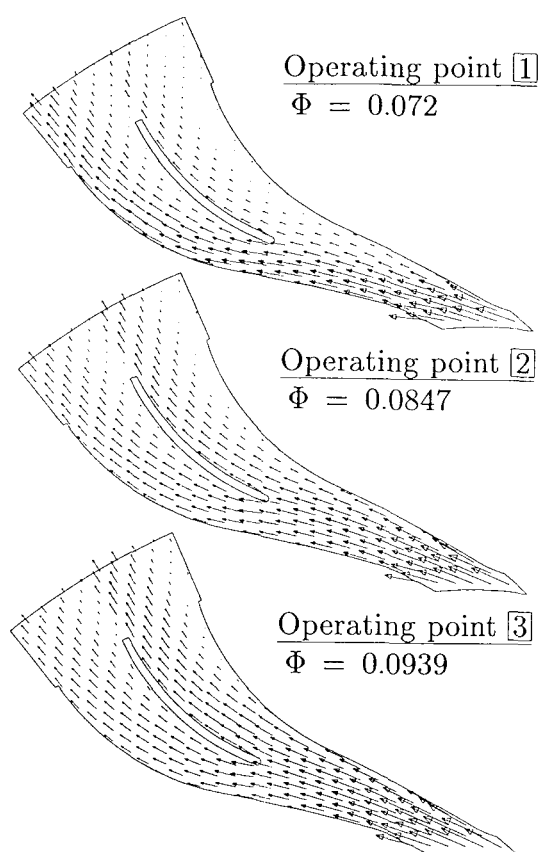 Operating point 1
Φ = 0.072
Operating point 2
Φ = 0.0847
Operating point 3
Φ = 0.0939